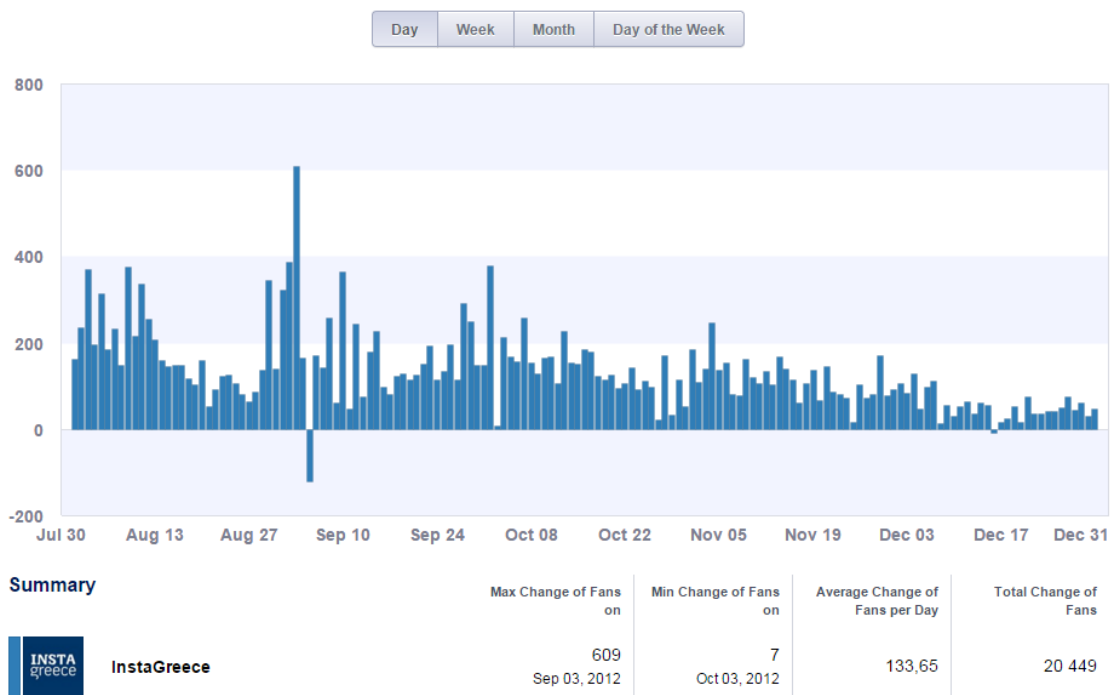 Day Week Month Day of the Week
800
600
400
200
0
-200
Jul 30 Aug 13 Aug 27 Sep 10 Sep 24 Oct 08 Oct 22 Nov 05 Nov 19 Dec 03 Dec 17 Dec 31
Summary
Max Change of Fans on
Min Change of Fans on
Average Change of Fans per Day
Total Change of Fans
INSTA
greece
InstaGreece
609
Sep 03, 2012
7
Oct 03, 2012
133,65
20 449